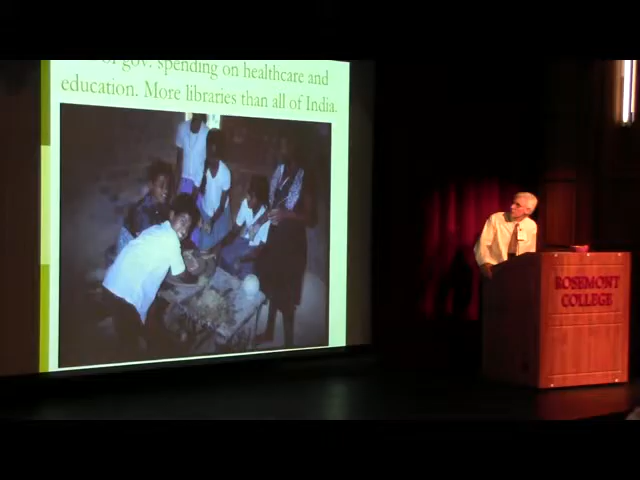 of gov. spending on healthcare and
education. More libraries than all of India.
ROSEMONT
COLLEGE